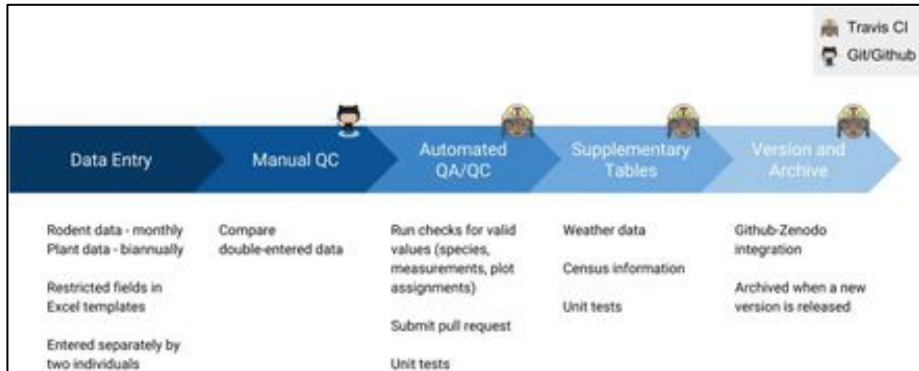 Travis CI
Git/Github
Data Entry
Manual QC
Automated
QA/QC
Supplementary
Tables
Version and
Archive
Rodent data - monthly
Plant data - biannually
Restricted fields in
Excel templates
Entered separately by
two individuals
Compare
double-entered data
Run checks for valid
values (species,
measurements, plot
assignments)
Submit pull request
Unit tests
Weather data
Census information
Unit tests
Github-Zenodo
integration
Archived when a new
version is released